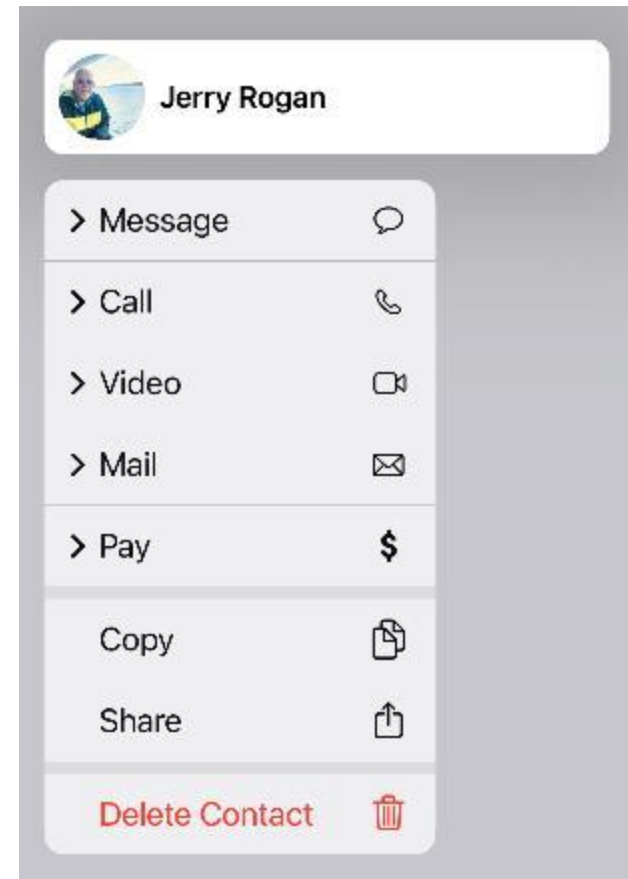 Jerry Rogan
Message
Call
Video
Mail
Pay
$
Copy
Share
Delete Contact